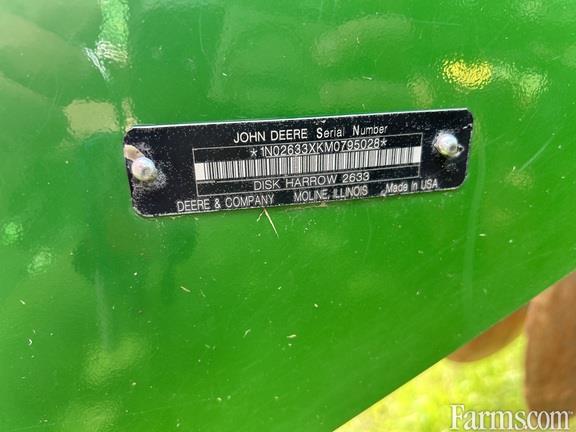 JOHN DEERE Serial Number
*1N02633XKM0795028*
DISK HARROW 2633
DEERE & COMPANY MOLINE, ILLINOIS Made in USA
Farms.com